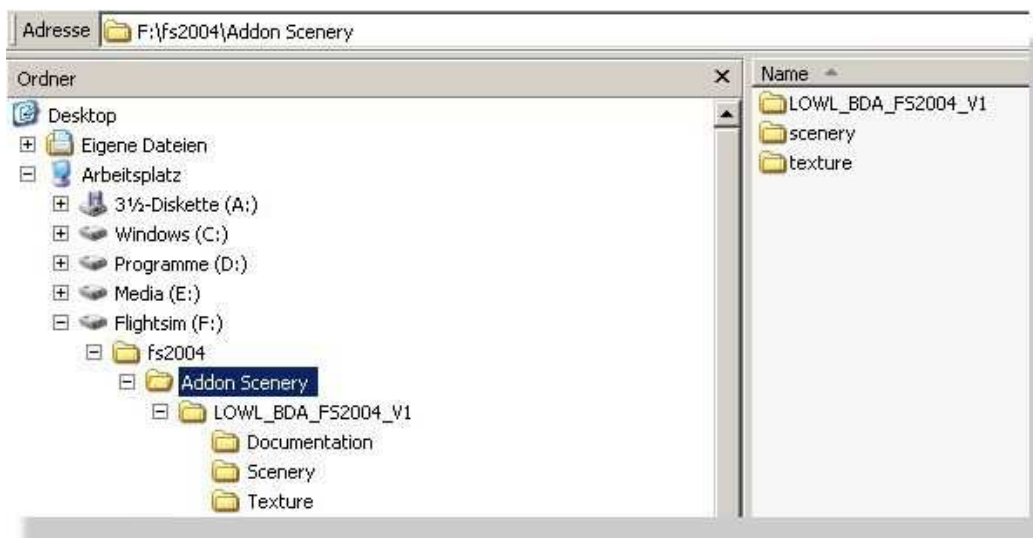 Adresse F:\fs2004\Addon Scenery
Ordner
Desktop
Eigene Dateien
Arbeitsplatz
3½-Diskette (A:)
Windows (C:)
Programme (D:)
Media (E:)
Flightsim (F:)
fs2004
Addon Scenery
LOWL_BDA_FS2004_V1
Documentation
Scenery
Texture
Name
LOWL_BDA_FS2004_V1
scenery
texture